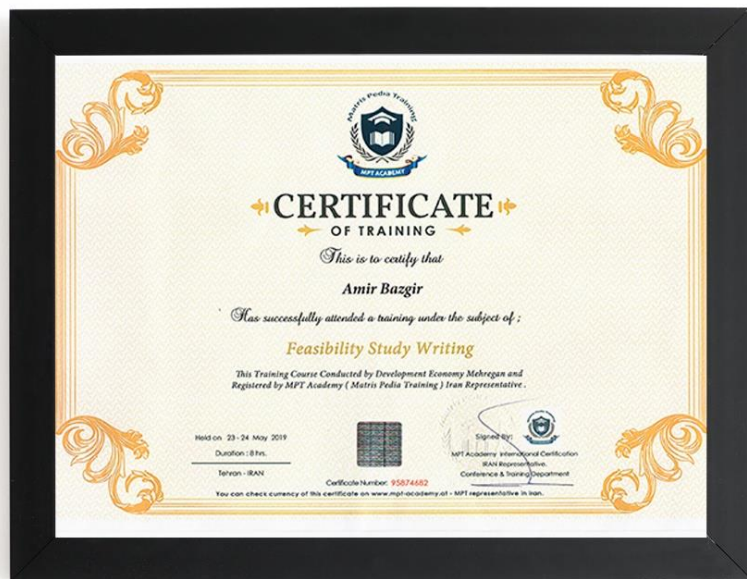 Matris Pedia Training
MPT ACADEMY
CERTIFICATE
OF TRAINING
This is to certify that
Amir Bazgir
Has successfully attended a training under the subject of ;
Feasibility Study Writing
This Training Course Conducted by Development Economy Mehregan and
Registered by MPT Academy ( Matris Pedia Training ) Iran Representative .
Held on 23 - 24 May 2019
Duration : 8 hrs.
Tehran - IRAN
Certificate Number: 95874682
Signed By:
MPT Academy International Certification
IRAN Representative.
Conference & Training Department
You can check currency of this certificate on www.mpt-academy.at - MPT representative in Iran.